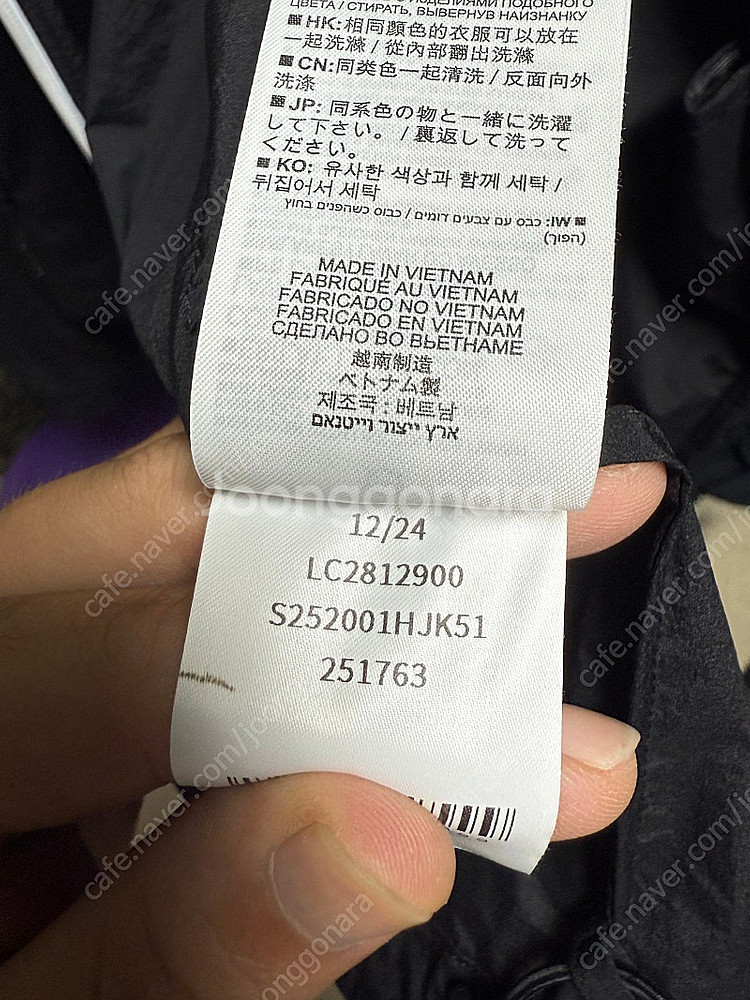 ИЗДЕЛИЯМИ ПОДОБНОГО
ЦВЕТА / СТИРАТЬ, ВЫВЕРНУВ НАИЗНАНКУ
HK:相同顏色的衣服可以放在
一起洗滌 / 從內部翻出洗滌
CN:同类色一起清洗 / 反面向外
洗涤
JP: 同系色の物と一緒に洗濯
して下さい。 / 裏返して洗って
ください。
KO: 유사한 색상과 함께 세탁 /
뒤집어서 세탁
IW: כבס עם צבעים דומים / כבוס כשהפנים בחוץ
(הפוך)
MADE IN VIETNAM
FABRIQUÉ AU VIETNAM
FABRICADO NO VIETNAM
FABRICADO EN VIETNAM
СДЕЛАНО ВО ВЬЕТНАМЕ
越南制造
ベトナム製
제조국 : 베트남
ארץ ייצור וייטנאם
Joonggonara
12/24
LC2812900
S252001HJK51
251763
cafe.naver.com/joonggonara